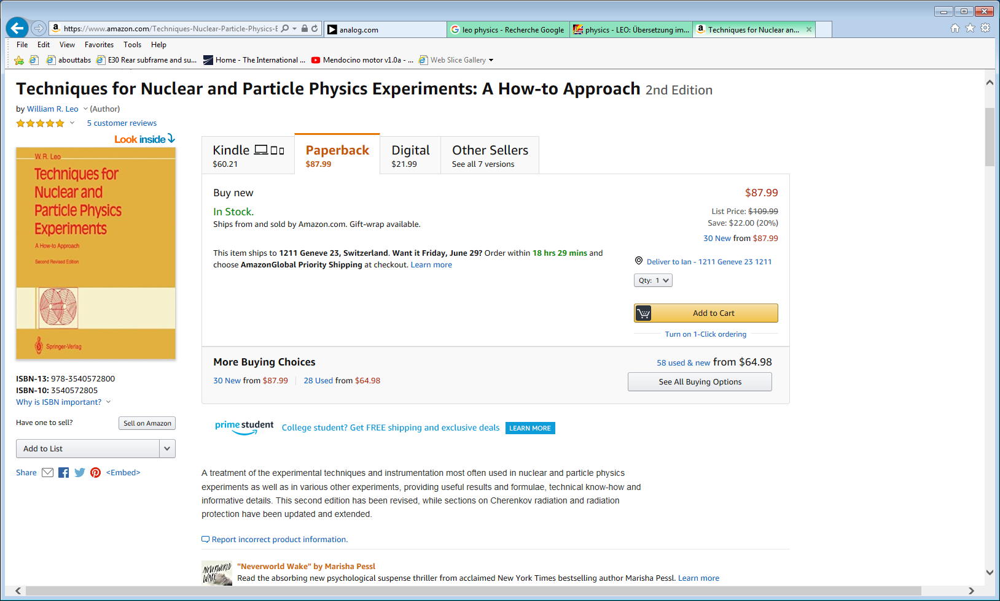 https://www.amazon.com/Techniques-Nuclear-Particle-Physics-E
analog.com
leo physics - Recherche Google
physics - LEO: Übersetzung im...
Techniques for Nuclear an...
File Edit View Favorites Tools Help
abouttabs
E30 Rear subframe and su...
Home - The International ...
Mendocino motor v1.0a - ...
Web Slice Gallery
Techniques for Nuclear and Particle Physics Experiments: A How-to Approach 2nd Edition
by William R. Leo (Author)
5 customer reviews
Look inside
W. R. Leo
Techniques for
Nuclear and
Particle Physics
Experiments
A How-to Approach
Second Revised Edition
Springer-Verlag
ISBN-13: 978-3540572800
ISBN-10: 3540572805
Why is ISBN important?
Have one to sell? Sell on Amazon
Add to List
Share <Embed>
Kindle
$60.21
Paperback
$87.99
Digital
$21.99
Other Sellers
See all 7 versions
Buy new $87.99
In Stock.
Ships from and sold by Amazon.com. Gift-wrap available.
List Price: $109.99
Save: $22.00 (20%)
30 New from $87.99
This item ships to 1211 Geneve 23, Switzerland. Want it Friday, June 29? Order within 18 hrs 29 mins and
choose AmazonGlobal Priority Shipping at checkout. Learn more
Deliver to Ian - 1211 Geneve 23 1211
Qty: 1
Add to Cart
Turn on 1-Click ordering
More Buying Choices
30 New from $87.99 28 Used from $64.98
58 used & new from $64.98
See All Buying Options
prime student College student? Get FREE shipping and exclusive deals LEARN MORE
A treatment of the experimental techniques and instrumentation most often used in nuclear and particle physics
experiments as well as in various other experiments, providing useful results and formulae, technical know-how and
informative details. This second edition has been revised, while sections on Cherenkov radiation and radiation
protection have been updated and extended.
Report incorrect product information.
NEVERWORLD
WAKE
"Neverworld Wake" by Marisha Pessl
Read the absorbing new psychological suspense thriller from acclaimed New York Times bestselling author Marisha Pessl. Learn more